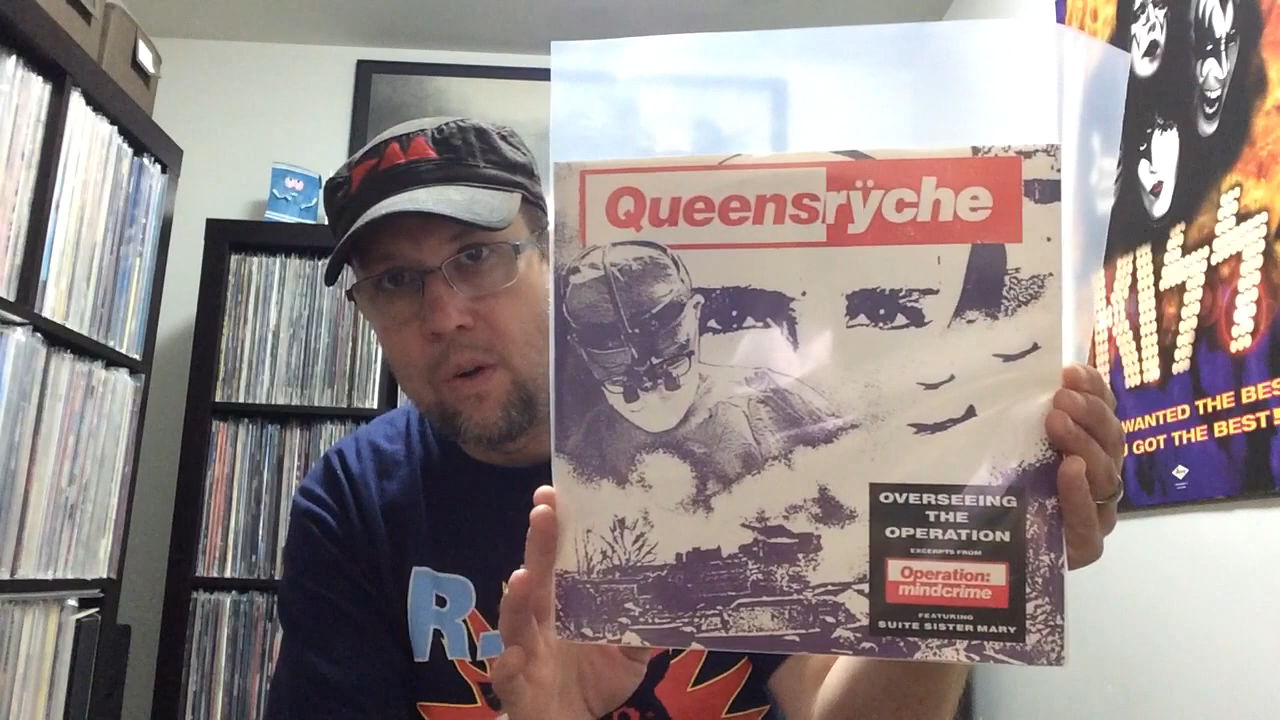 Queensrÿche
OVERSEEING
THE
OPERATION
EXCERPTS FROM
Operation:
mindcrime
FEATURING
SUITE SISTER MARY
R.
KISS
WANTED THE BES
U GOT THE BEST!